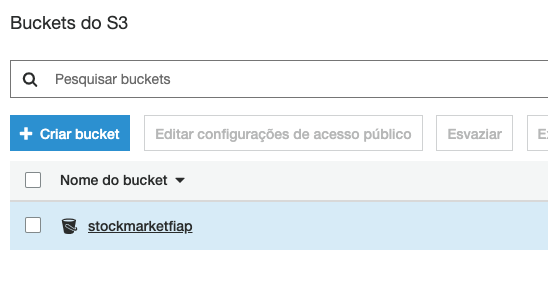 Buckets do S3
Pesquisar buckets
+ Criar bucket Editar configurações de acesso público Esvaziar
Nome do bucket
stockmarketfiap